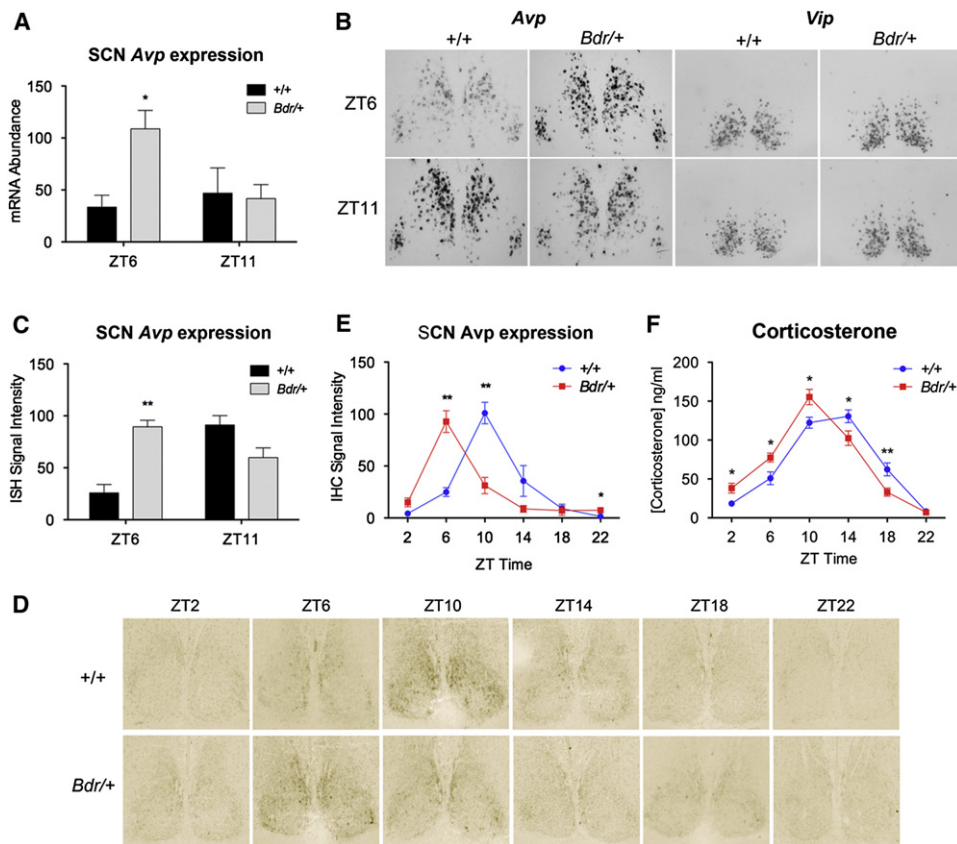 A
SCN Avp expression
+/+
Bdr/+
mRNA Abundance
150
100
50
0
*
ZT6 ZT11
B
Avp Vip
+/+ Bdr/+ +/+ Bdr/+
ZT6
ZT11
C
SCN Avp expression
+/+
Bdr/+
ISH Signal Intensity
150
100
50
0
**
ZT6 ZT11
E
SCN Avp expression
+/+
Bdr/+
IHC Signal Intensity
150
100
50
0
** ** *
2 6 10 14 18 22
ZT Time
F
Corticosterone
+/+
Bdr/+
[Corticosterone] ng/ml
200
150
100
50
0
* * * * **
2 6 10 14 18 22
ZT Time
D
ZT2 ZT6 ZT10 ZT14 ZT18 ZT22
+/+
Bdr/+